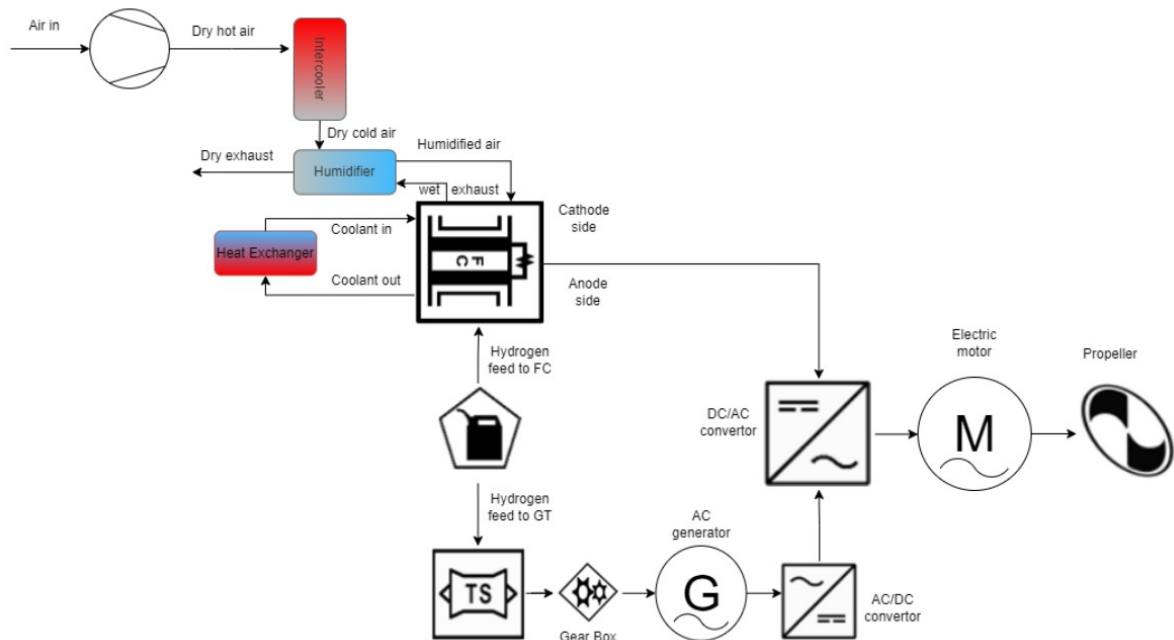 Air in
Dry hot air
Intercooler
Dry cold air
Humidified air
Dry exhaust
Humidifier
wet exhaust
Cathode
side
Coolant in
Heat Exchanger
FC
Coolant out
Anode
side
Hydrogen
feed to FC
Electric
motor
Propeller
DC/AC
convertor
M
Hydrogen
feed to GT
AC
generator
TS
G
AC/DC
convertor
Gear Box